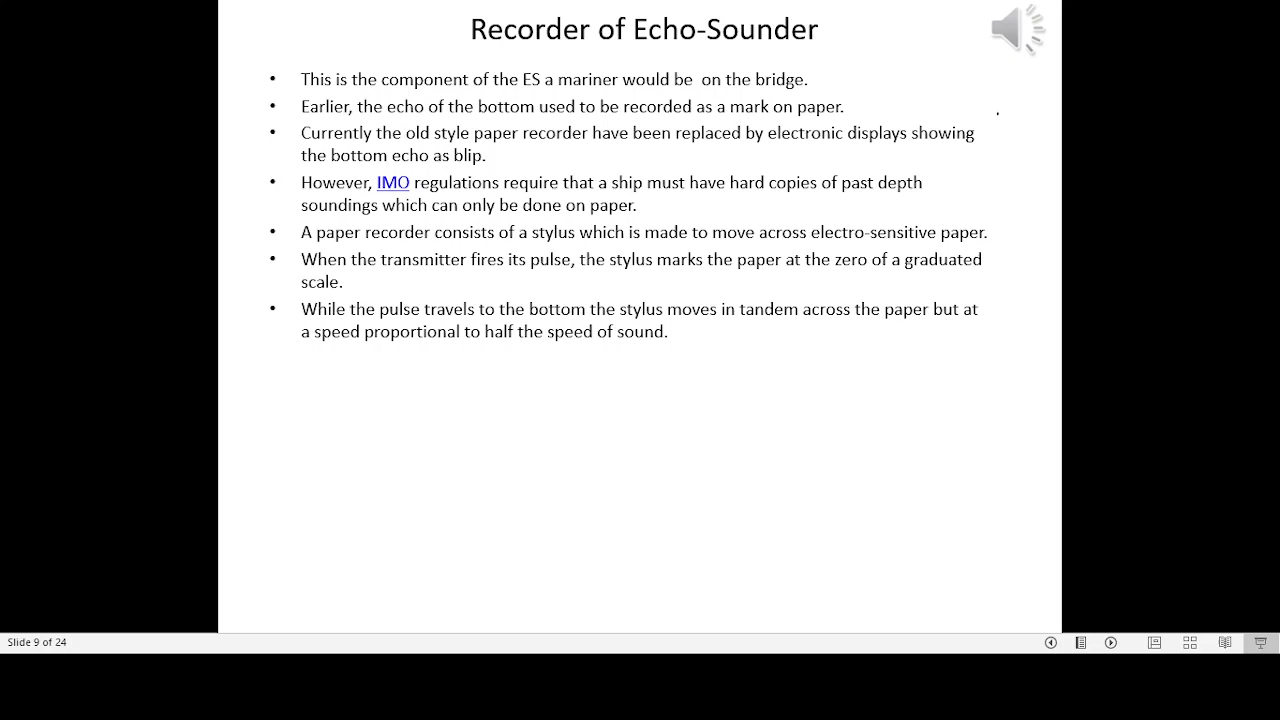 Recorder of Echo-Sounder
• This is the component of the ES a mariner would be  on the bridge.
• Earlier, the echo of the bottom used to be recorded as a mark on paper.
• Currently the old style paper recorder have been replaced by electronic displays showing
the bottom echo as blip.
• However, IMO regulations require that a ship must have hard copies of past depth
soundings which can only be done on paper.
• A paper recorder consists of a stylus which is made to move across electro-sensitive paper.
• When the transmitter fires its pulse, the stylus marks the paper at the zero of a graduated
scale.
• While the pulse travels to the bottom the stylus moves in tandem across the paper but at
a speed proportional to half the speed of sound.
Slide 9 of 24